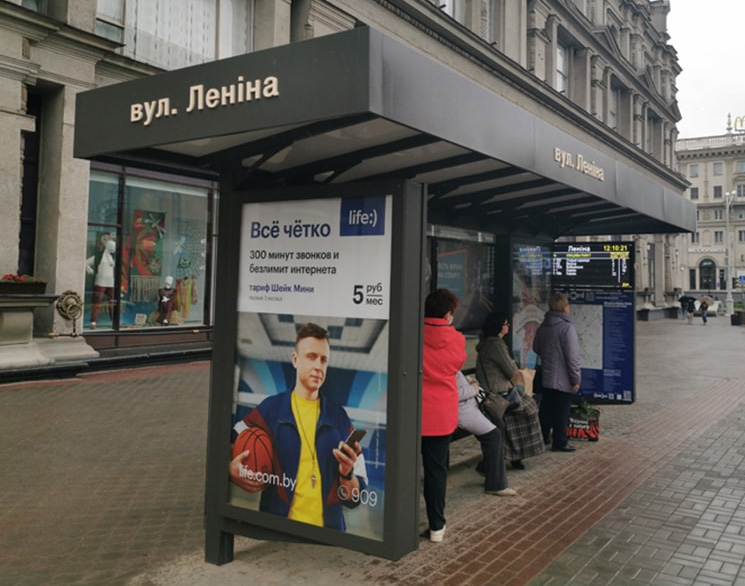 вул. Леніна
вул. Леніна
Всё чётко
life:)
300 минут звонков и
безлимит интернета
тариф Шейк Мини
5 руб
мес
life.com.by
909
Леніна 12:10:21